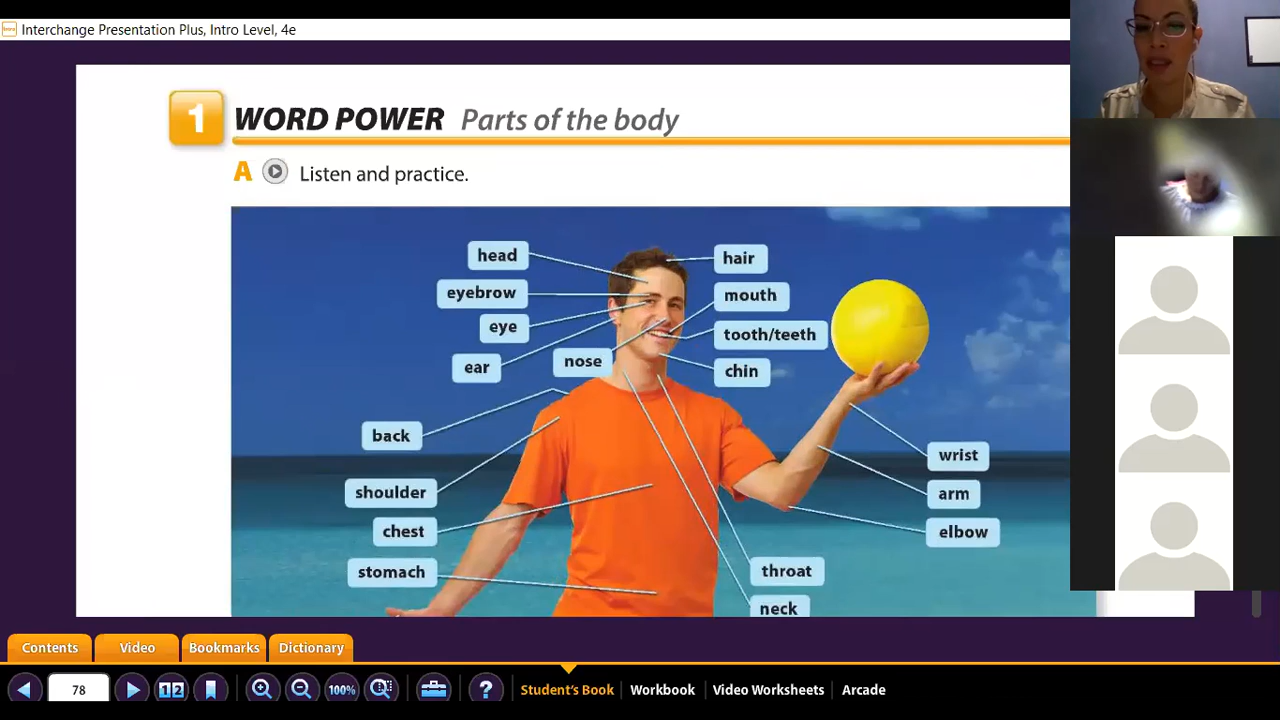 Interchange Presentation Plus, Intro Level, 4e
1 WORD POWER Parts of the body
A Listen and practice.
head
hair
eyebrow
mouth
eye
tooth/teeth
ear
nose
chin
back
wrist
shoulder
arm
chest
elbow
stomach
throat
neck
Contents Video Bookmarks Dictionary
78 12 100% ? Student's Book Workbook Video Worksheets Arcade